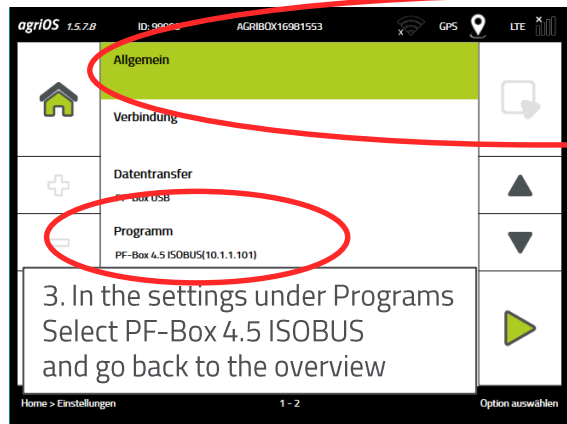 agriOS 1.5.7.8 AGRIBOX16981553 GPS LTE
Allgemein
Verbindung
Datentransfer
PF-Box USB
Programm
PF-Box 4.5 ISOBUS(10.1.1.101)
3. In the settings under Programs
Select PF-Box 4.5 ISOBUS
and go back to the overview
Home > Einstellungen 1 - 2 Option auswählen